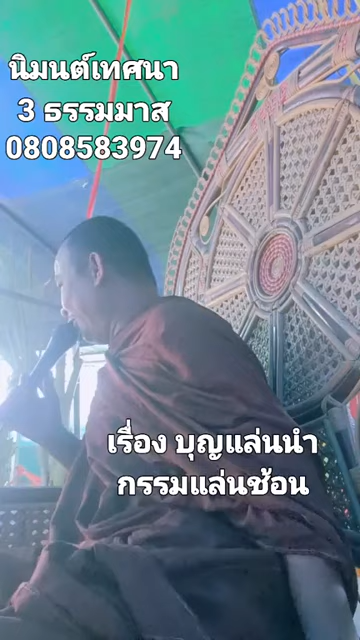 นิมนต์เทศนา
3 ธรรมมาส
0808583974
เรื่อง บุญแล่นนำ
กรรมแล่นซ้อน